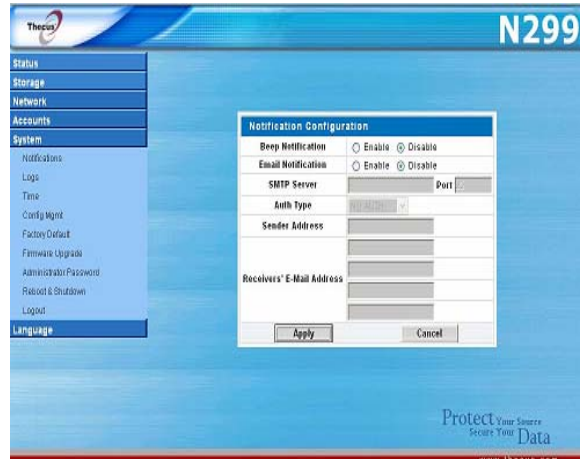 Thecus
N299
Status
Storage
Network
Accounts
System
Notifications
Logs
Time
Config Mgmt
Factory Default
Firmware Upgrade
Administrator Password
Reboot & Shutdown
Logout
Language
Notification Configuration
Beep Notification Enable Disable
Email Notification Enable Disable
SMTP Server Port
Auth Type
Sender Address
Receivers' E-Mail Address
Apply Cancel
Protect Your Source
Secure Your Data